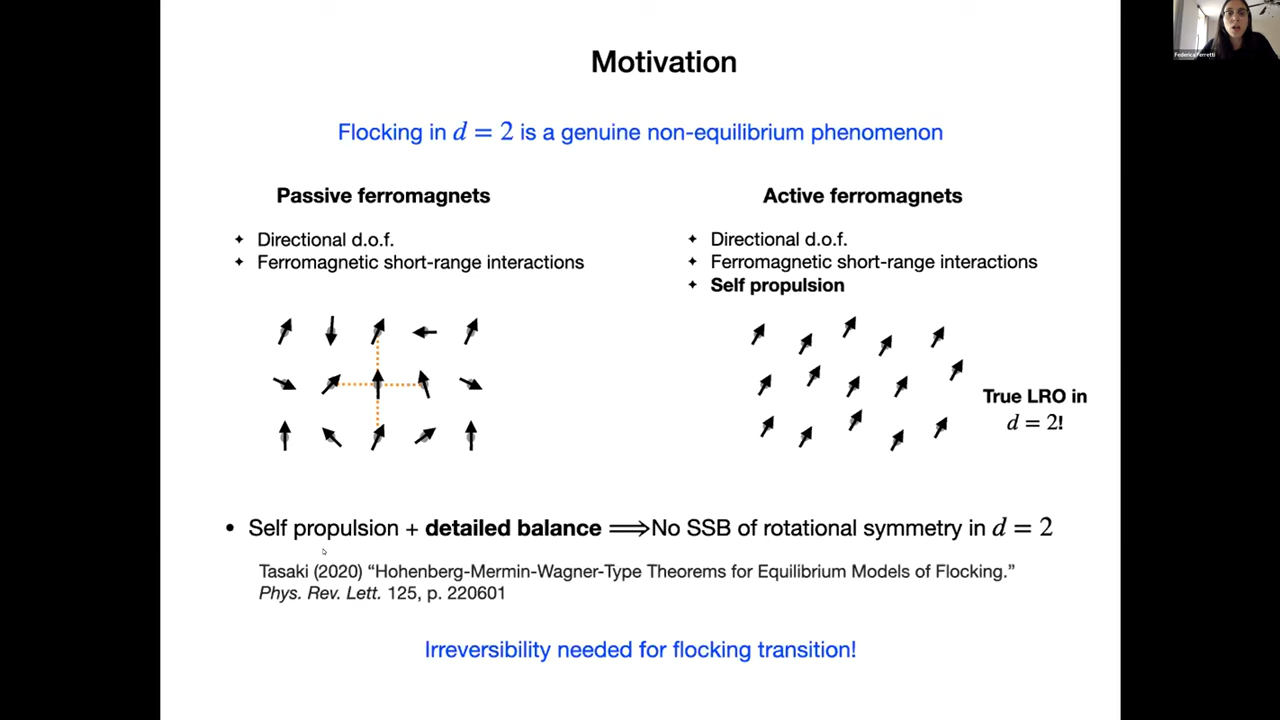 Motivation
Flocking in d = 2 is a genuine non-equilibrium phenomenon
Passive ferromagnets
✦ Directional d.o.f.
✦ Ferromagnetic short-range interactions
Active ferromagnets
✦ Directional d.o.f.
✦ Ferromagnetic short-range interactions
✦ Self propulsion
True LRO in
d = 2!
• Self propulsion + detailed balance ⟹ No SSB of rotational symmetry in d = 2
Tasaki (2020) “Hohenberg-Mermin-Wagner-Type Theorems for Equilibrium Models of Flocking.”
Phys. Rev. Lett. 125, p. 220601
Irreversibility needed for flocking transition!
Federica Ferretti